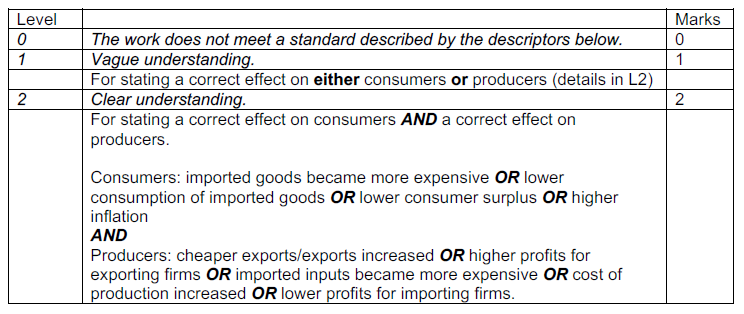 Level Marks
0 The work does not meet a standard described by the descriptors below. 0
1 Vague understanding. 1
For stating a correct effect on either consumers or producers (details in L2)
2 Clear understanding. 2
For stating a correct effect on consumers AND a correct effect on
producers.
Consumers: imported goods became more expensive OR lower
consumption of imported goods OR lower consumer surplus OR higher
inflation
AND
Producers: cheaper exports/exports increased OR higher profits for
exporting firms OR imported inputs became more expensive OR cost of
production increased OR lower profits for importing firms.